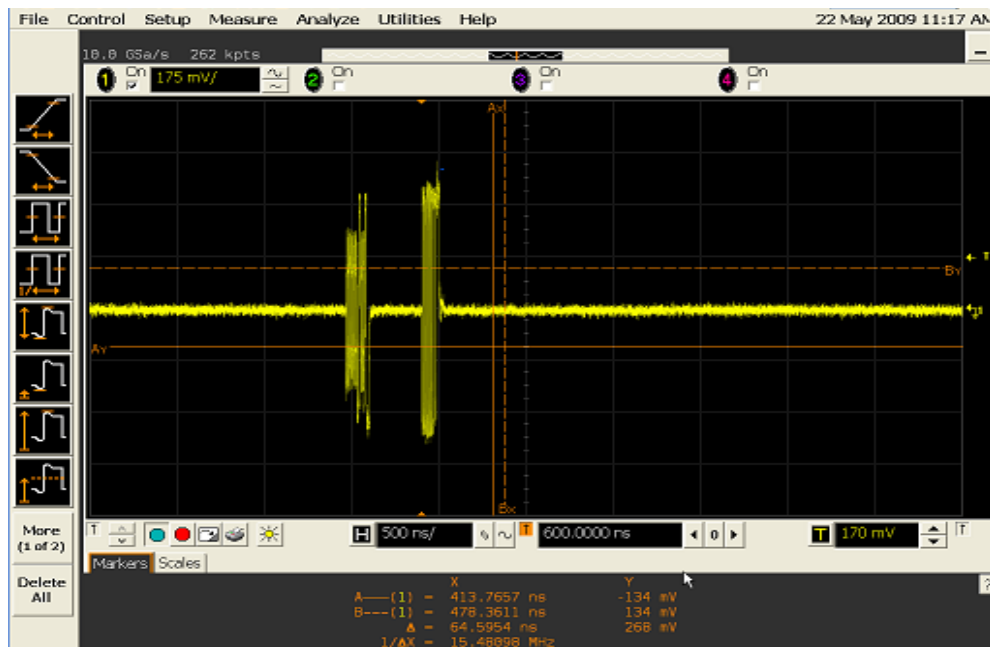 File Control Setup Measure Analyze Utilities Help 22 May 2009 11:17 AM
10.0 GSa/s 262 kpts
1 On 175 mV/ 2 On 3 On 4 On
Ax
By
Ay
Bx
More
(1 of 2)
Delete
All
T H 500 ns/ T 600.0000 ns 0 T 170 mV T
Markers Scales
X Y
A——(1) = 413.7657 ns -134 mV
B---(1) = 478.3611 ns 134 mV
Δ = 64.5954 ns 268 mV
1/ΔX = 15.48098 MHz